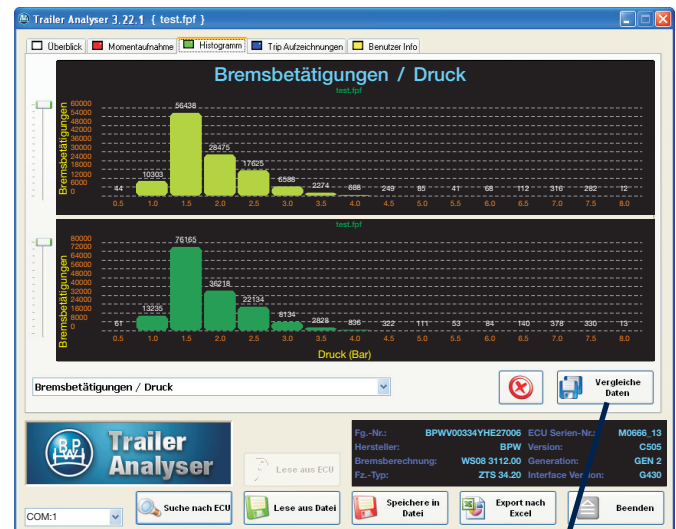 Trailer Analyser 3.22.1 { test.fpf }
Überblick Momentaufnahme Histogramm Trip Aufzeichnungen Benutzer Info
Bremsbetätigungen / Druck
test.fpf
Bremsbetätigungen
60000
54000
48000
42000
36000
30000
24000
18000
12000
6000
0
44 10303 56438 28475 17625 6588 2274 688 249 85 41 68 112 316 282 12
0.5 1.0 1.5 2.0 2.5 3.0 3.5 4.0 4.5 5.0 5.5 6.0 6.5 7.0 7.5 8.0
test.fpf
Bremsbetätigungen
80000
72000
64000
56000
48000
40000
32000
24000
16000
8000
0
61 13235 76165 36218 22134 8134 2828 836 322 111 53 84 140 378 330 13
0.5 1.0 1.5 2.0 2.5 3.0 3.5 4.0 4.5 5.0 5.5 6.0 6.5 7.0 7.5 8.0
Druck (Bar)
Bremsbetätigungen / Druck
Vergleiche
Daten
BPW
Trailer
Analyser
Lese aus ECU
Fg.-Nr.: BPWV00334YHE27006 ECU Serien-Nr.: M0666_13
Hersteller: BPW Version: C505
Bremsberechnung: WS08 3112.00 Generation: GEN 2
Fz.-Typ: ZTS 34.20 Interface Version: G430
COM:1
Suche nach ECU
Lese aus Datei
Speichere in
Datei
Export nach
Excel
Beenden